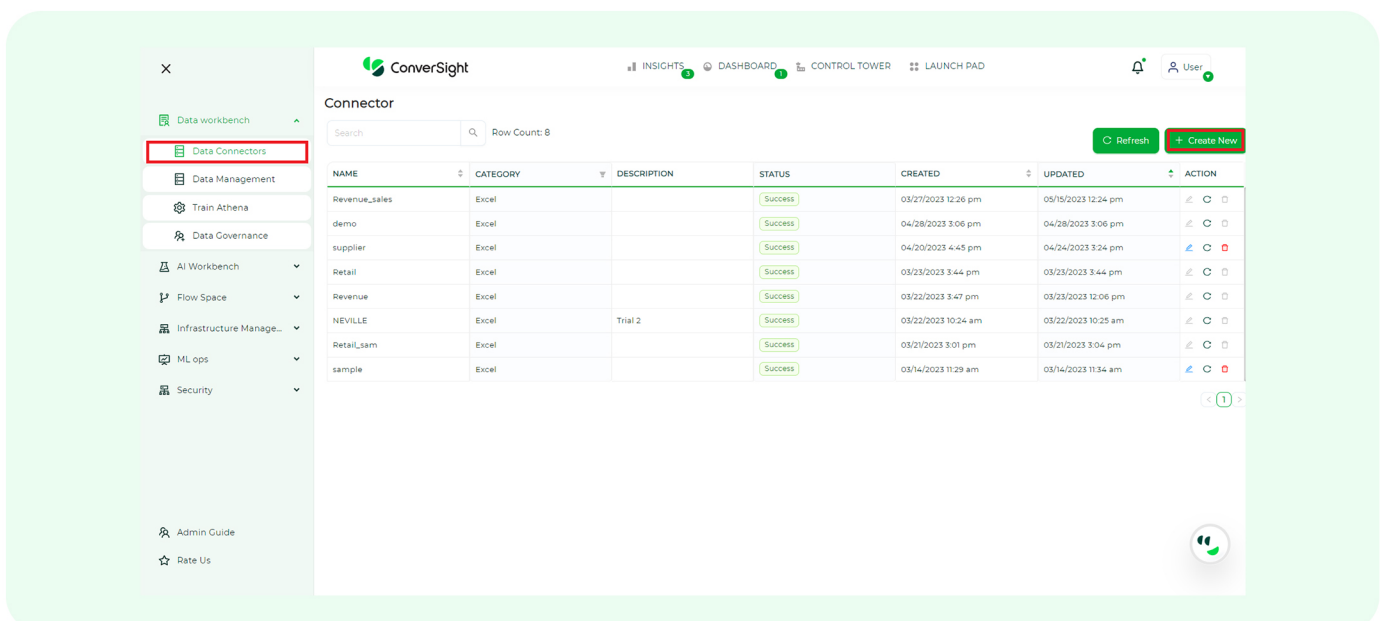 ConverSight
INSIGHTS 3
DASHBOARD 1
CONTROL TOWER
LAUNCH PAD
User
Data workbench
Data Connectors
Data Management
Train Athena
Data Governance
AI Workbench
Flow Space
Infrastructure Manage...
ML ops
Security
Admin Guide
Rate Us
Connector
Search
Row Count: 8
Refresh
+ Create New
NAME CATEGORY DESCRIPTION STATUS CREATED UPDATED ACTION
Revenue_sales Excel Success 03/27/2023 12:26 pm 05/15/2023 12:24 pm
demo Excel Success 04/28/2023 3:06 pm 04/28/2023 3:06 pm
supplier Excel Success 04/20/2023 4:45 pm 04/24/2023 3:24 pm
Retail Excel Success 03/23/2023 3:44 pm 03/23/2023 3:44 pm
Revenue Excel Success 03/22/2023 3:47 pm 03/23/2023 12:06 pm
NEVILLE Excel Trial 2 Success 03/22/2023 10:24 am 03/22/2023 10:25 am
Retail_sam Excel Success 03/21/2023 3:01 pm 03/21/2023 3:04 pm
sample Excel Success 03/14/2023 11:29 am 03/14/2023 11:34 am
< 1 >